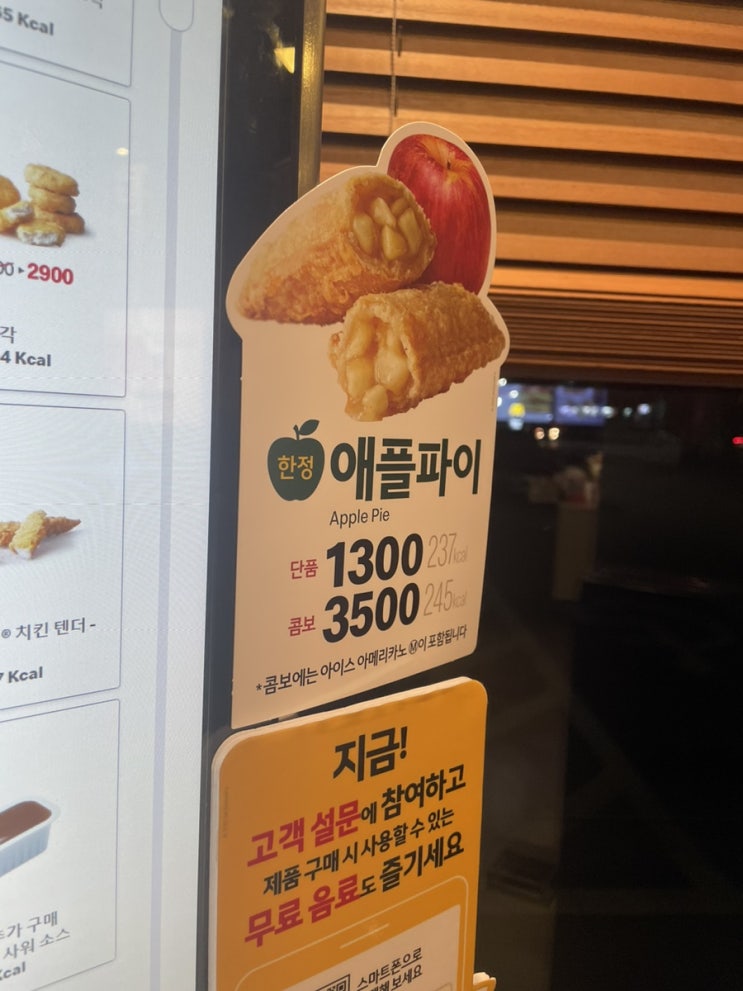 5 Kcal
2900
각
4 Kcal
® 치킨 텐더 -
7 Kcal
구매
사워 소스
Kcal
한정 애플파이
Apple Pie
단품 1300 237kcal
콤보 3500 245kcal
*콤보에는 아이스 아메리카노 Ⓜ이 포함됩니다
지금!
고객 설문에 참여하고
제품 구매 시 사용할 수 있는
무료 음료도 즐기세요
스마트폰으로
보세요